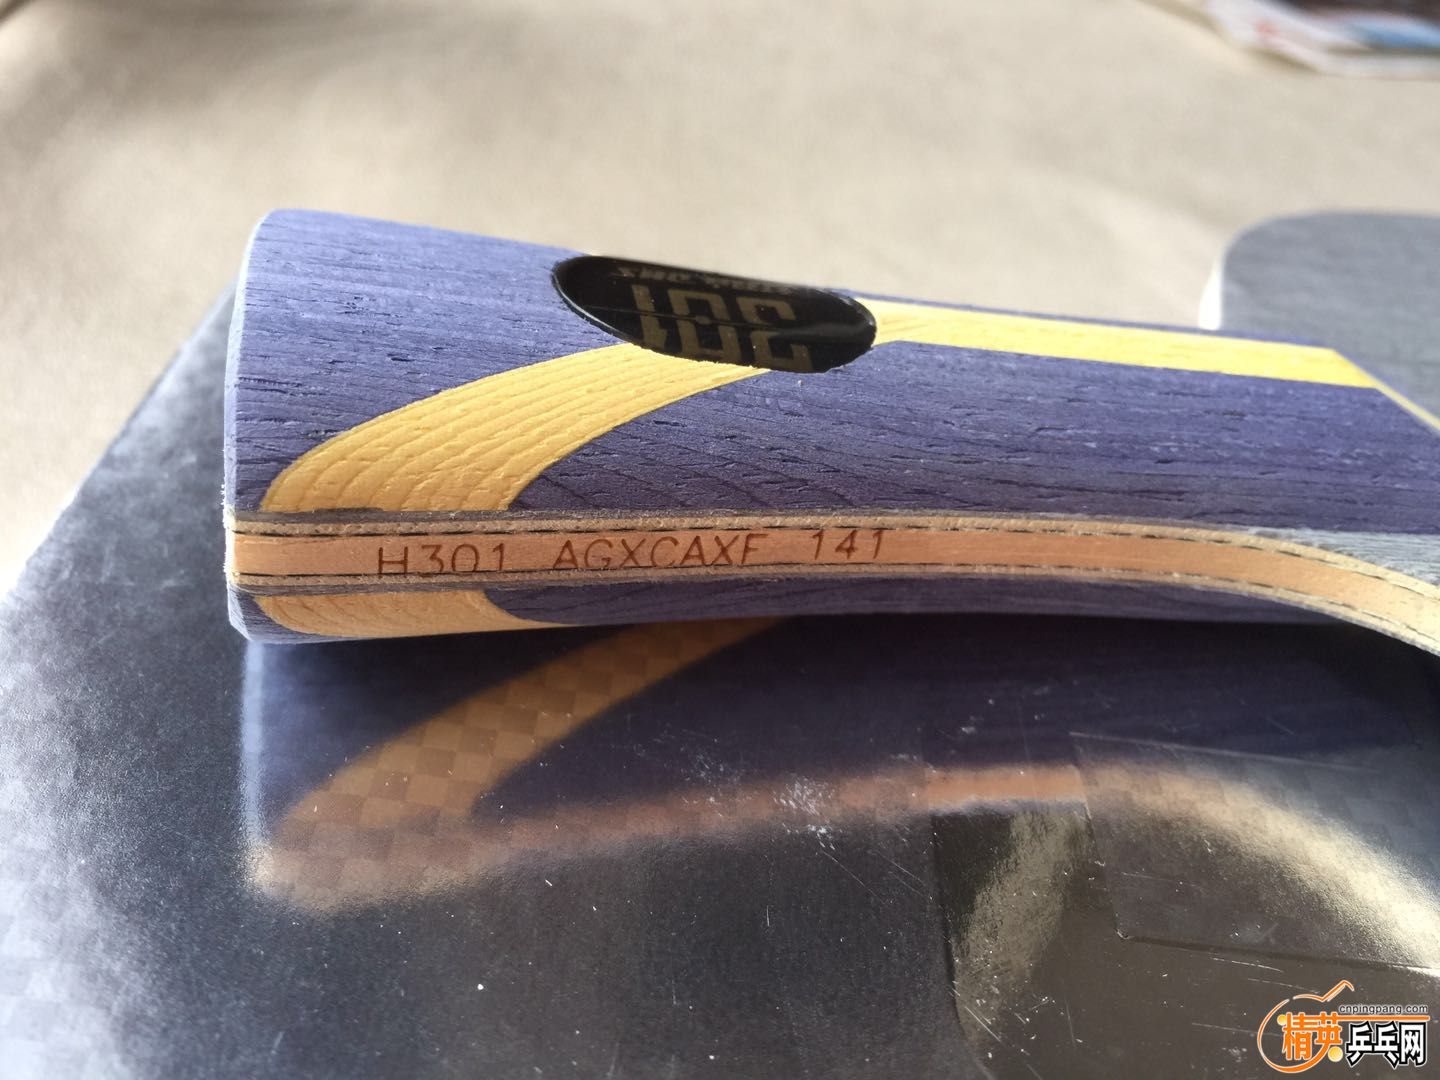 301
H301 AGXCAXF 141
cnpingpang.com
精英乒乓网